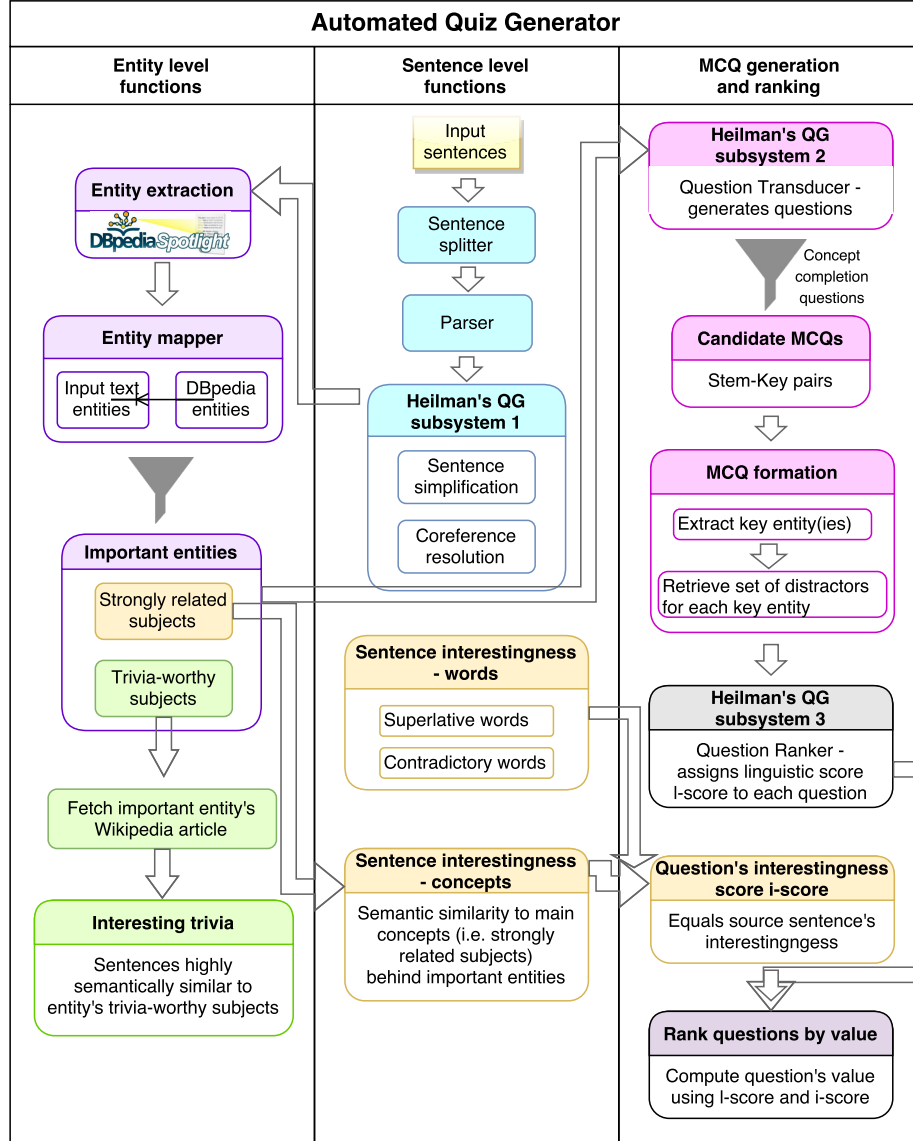 Automated Quiz Generator
Entity level
functions
Sentence level
functions
MCQ generation
and ranking
Entity extraction
DBpedia Spotlight
Entity mapper
Input text
entities
DBpedia
entities
Important entities
Strongly related
subjects
Trivia-worthy
subjects
Fetch important entity's
Wikipedia article
Interesting trivia
Sentences highly
semantically similar to
entity's trivia-worthy subjects
Input
sentences
Sentence
splitter
Parser
Heilman's QG
subsystem 1
Sentence
simplification
Coreference
resolution
Sentence interestingness
- words
Superlative words
Contradictory words
Sentence interestingness
- concepts
Semantic similarity to main
concepts (i.e. strongly
related subjects)
behind important entities
Heilman's QG
subsystem 2
Question Transducer -
generates questions
Concept
completion
questions
Candidate MCQs
Stem-Key pairs
MCQ formation
Extract key entity(ies)
Retrieve set of distractors
for each key entity
Heilman's QG
subsystem 3
Question Ranker -
assigns linguistic score
l-score to each question
Question's interestingness
score i-score
Equals source sentence's
interestingngess
Rank questions by value
Compute question's value
using l-score and i-score